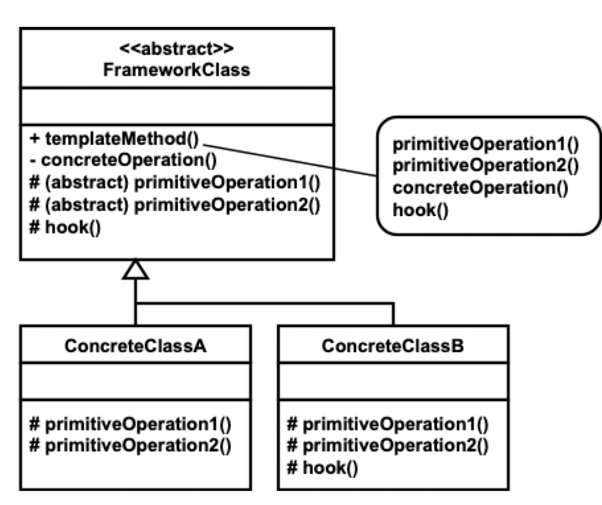 <<abstract>>
FrameworkClass
+ templateMethod()
- concreteOperation()
# (abstract) primitiveOperation1()
# (abstract) primitiveOperation2()
# hook()
primitiveOperation1()
primitiveOperation2()
concreteOperation()
hook()
ConcreteClassA
# primitiveOperation1()
# primitiveOperation2()
ConcreteClassB
# primitiveOperation1()
# primitiveOperation2()
# hook()